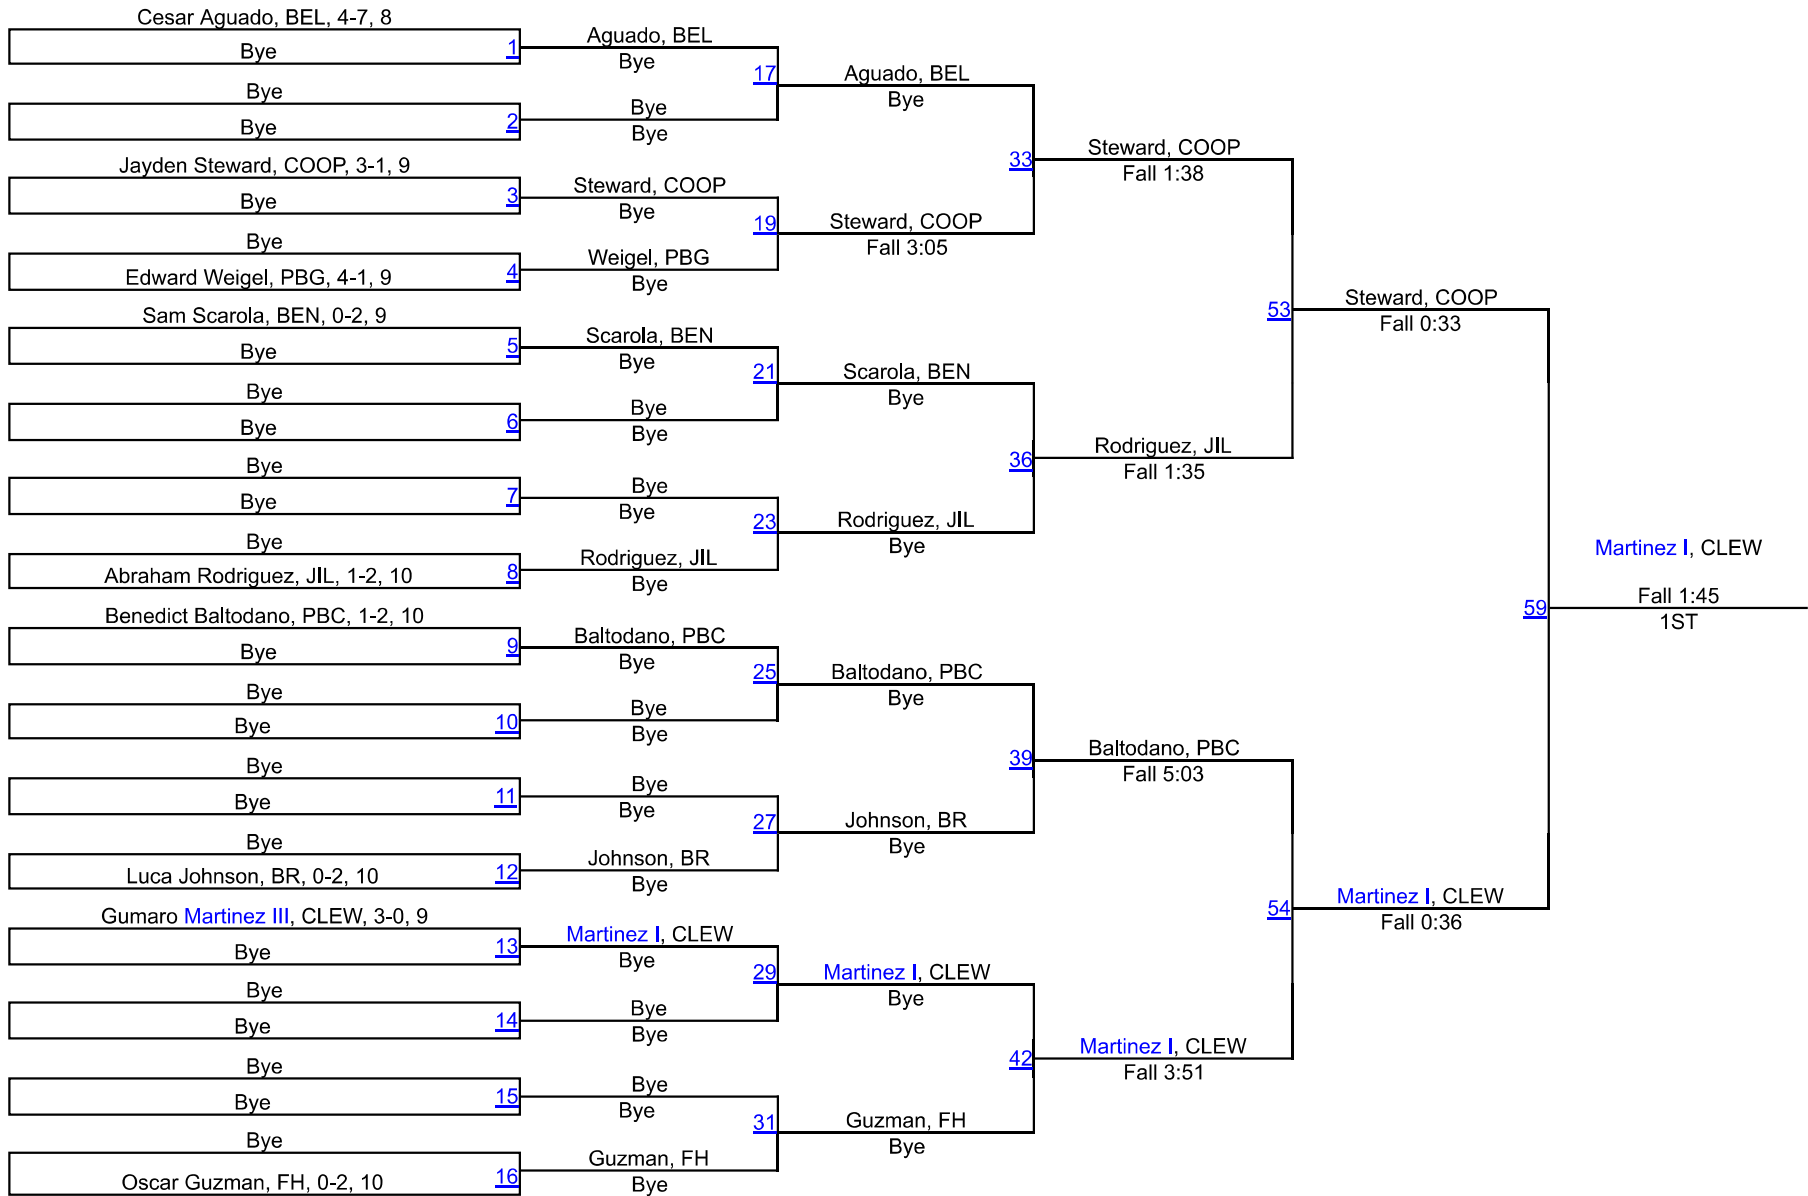 Cesar Aguado, BEL, 4-7, 8
Bye
1
Bye
Bye
2
Jayden Steward, COOP, 3-1, 9
Bye
3
Bye
Edward Weigel, PBG, 4-1, 9
4
Sam Scarola, BEN, 0-2, 9
Bye
5
Bye
Bye
6
Bye
Bye
7
Bye
Abraham Rodriguez, JIL, 1-2, 10
8
Benedict Baltodano, PBC, 1-2, 10
Bye
9
Bye
Bye
10
Bye
Bye
11
Bye
Luca Johnson, BR, 0-2, 10
12
Gumaro Martinez III, CLEW, 3-0, 9
Bye
13
Bye
Bye
14
Bye
Bye
15
Bye
Oscar Guzman, FH, 0-2, 10
16
Aguado, BEL
Bye
17
Bye
Bye
Steward, COOP
Bye
19
Weigel, PBG
Bye
Scarola, BEN
Bye
21
Bye
Bye
Bye
Bye
23
Rodriguez, JIL
Bye
Baltodano, PBC
Bye
25
Bye
Bye
Bye
Bye
27
Johnson, BR
Bye
Martinez I, CLEW
Bye
29
Bye
Bye
Bye
Bye
31
Guzman, FH
Bye
Aguado, BEL
Bye
33
Steward, COOP
Fall 3:05
Scarola, BEN
Bye
36
Rodriguez, JIL
Bye
Baltodano, PBC
Bye
39
Johnson, BR
Bye
Martinez I, CLEW
Bye
42
Guzman, FH
Bye
Steward, COOP
Fall 1:38
53
Rodriguez, JIL
Fall 1:35
Baltodano, PBC
Fall 5:03
54
Martinez I, CLEW
Fall 3:51
Steward, COOP
Fall 0:33
59
Martinez I, CLEW
Fall 0:36
Martinez I, CLEW
Fall 1:45
1ST